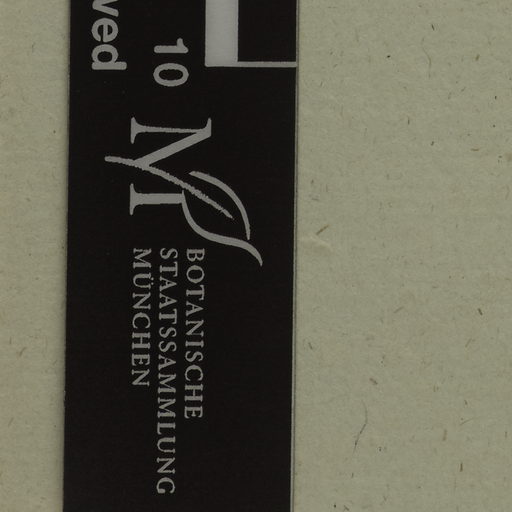 10
ved
M
BOTANISCHE
STAATSSAMMLUNG
MÜNCHEN